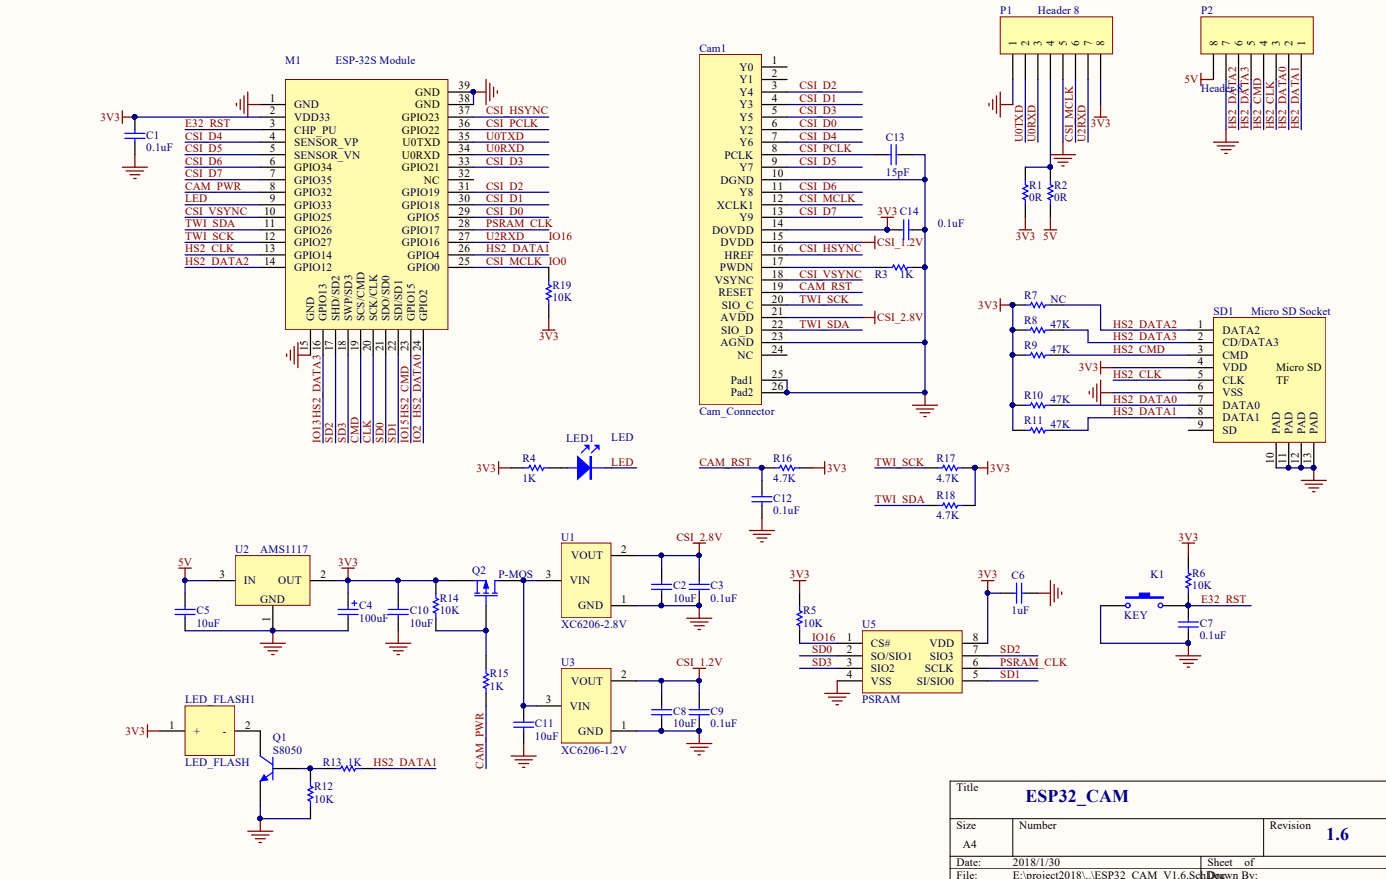 P1
Header 8
P2
M1
ESP-32S Module
Cam1
1 2 3 4 5 6 7 8
8 7 6 5 4 3 2 1
5V
U0TXD
U0RXD
CSI_MCLK
U2RXD
3V3
HS2_DATA2
HS2_DATA3
HS2_CMD
HS2_CLK
HS2_DATA0
HS2_DATA1
R1
0R
R2
0R
3V3
5V
3V3
C1
0.1uF
1 GND
2 VDD33
E32_RST 3 CHP_PU
CSI_D4 4 SENSOR_VP
CSI_D5 5 SENSOR_VN
CSI_D6 6 GPIO34
CSI_D7 7 GPIO35
CAM_PWR 8 GPIO32
LED 9 GPIO33
CSI_VSYNC 10 GPIO25
TWI_SDA 11 GPIO26
TWI_SCK 12 GPIO27
HS2_CLK 13 GPIO14
HS2_DATA2 14 GPIO12
GND 39
GND 38
GPIO23 37 CSI_HSYNC
GPIO22 36 CSI_PCLK
U0TXD 35 U0TXD
U0RXD 34 U0RXD
GPIO21 33 CSI_D3
NC 32
GPIO19 31 CSI_D2
GPIO18 30 CSI_D1
GPIO5 29 CSI_D0
GPIO17 28 PSRAM_CLK
GPIO16 27 U2RXD IO16
GPIO4 26 HS2_DATA1
GPIO0 25 CSI_MCLK IO0
R19
10K
3V3
GND 15
GPIO13 16 IO13 HS2_DATA3
SHD/SD2 17 SD2
SWP/SD3 18 SD3
SCS/CMD 19 CMD
SCK/CLK 20 CLK
SDO/SD0 21 SD0
SDI/SD1 22 SD1
GPIO15 23 IO15 HS2_CMD
GPIO2 24 IO2 HS2_DATA0
Y0 1
Y1 2
Y4 3 CSI_D2
Y3 4 CSI_D1
Y5 5 CSI_D3
Y2 6 CSI_D0
Y6 7 CSI_D4
PCLK 8 CSI_PCLK
Y7 9 CSI_D5
DGND 10
Y8 11 CSI_D6
XCLK1 12 CSI_MCLK
Y9 13 CSI_D7
DOVDD 14
DVDD 15 CSI_1.2V
HREF 16 CSI_HSYNC
PWDN 17
VSYNC 18 CSI_VSYNC
RESET 19 CAM_RST
SIO_C 20 TWI_SCK
AVDD 21 CSI_2.8V
SIO_D 22 TWI_SDA
AGND 23
NC 24
Pad1 25
Pad2 26
Cam_Connector
C13
15pF
3V3 C14
0.1uF
R3 1K
3V3
R7 NC
R8 47K
R9 47K
R10 47K
R11 47K
SD1
Micro SD Socket
HS2_DATA2 1 DATA2
HS2_DATA3 2 CD/DATA3
HS2_CMD 3 CMD
3V3 4 VDD
HS2_CLK 5 CLK
6 VSS
HS2_DATA0 7 DATA0
HS2_DATA1 8 DATA1
9 SD
Micro SD
TF
PAD PAD PAD PAD
10 11 12 13
3V3 R4 1K
LED1
LED
LED
CAM_RST R16 4.7K 3V3
C12
0.1uF
TWI_SCK R17 4.7K 3V3
TWI_SDA R18 4.7K
5V
U2
AMS1117
3 IN OUT 2
GND
1
3V3
C5
10uF
C4
100uF
C10
10uF
R14
10K
Q2
P-MOS
R15
1K
CAM_PWR
U1
VOUT 2
3 VIN
GND 1
XC6206-2.8V
CSI_2.8V
C2
10uF
C3
0.1uF
U3
VOUT 2
3 VIN
GND 1
XC6206-1.2V
CSI_1.2V
C8
10uF
C9
0.1uF
C11
10uF
3V3
R5
10K
U5
IO16 1 CS#
SD0 2 SO/SIO1
SD3 3 SIO2
4 VSS
VDD 8
SIO3 7 SD2
SCLK 6 PSRAM_CLK
SI/SIO0 5 SD1
PSRAM
3V3
C6
1uF
3V3
R6
10K
K1
KEY
E32_RST
C7
0.1uF
LED_FLASH1
3V3 1 + - 2
LED_FLASH
Q1
S8050
R13 1K HS2_DATA1
R12
10K
Title
ESP32_CAM
Size
A4
Number
Revision
1.6
Date: 2018/1/30
Sheet of
File:
E:\project2018\..\ESP32_CAM_V1.6.SchDoc
Drawn By: